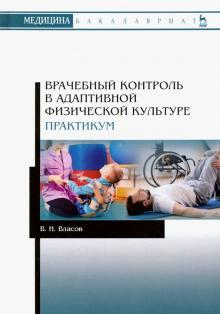 МЕДИЦИНА БАКАЛАВРИАТ
ВРАЧЕБНЫЙ КОНТРОЛЬ
В АДАПТИВНОЙ
ФИЗИЧЕСКОЙ КУЛЬТУРЕ
ПРАКТИКУМ
В. Н. Власов